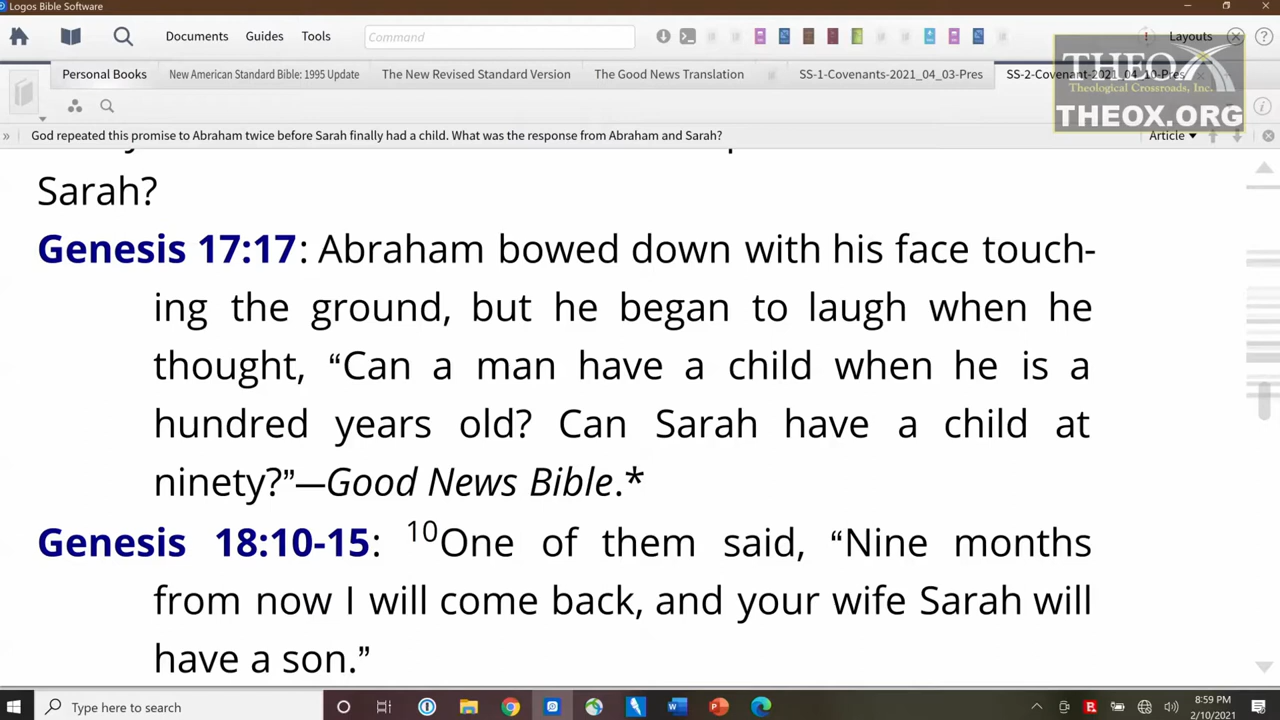 Logos Bible Software
Documents Guides Tools Command Layouts
Personal Books New American Standard Bible: 1995 Update The New Revised Standard Version The Good News Translation SS-1-Covenants-2021_04_03-Pres SS-2-Covenant-2021_04_10-Pres
THEOX
Theological Crossroads, Inc.
THEOX.ORG
God repeated this promise to Abraham twice before Sarah finally had a child. What was the response from Abraham and Sarah? Article
Sarah?
Genesis 17:17: Abraham bowed down with his face touch-
ing the ground, but he began to laugh when he
thought, “Can a man have a child when he is a
hundred years old? Can Sarah have a child at
ninety?”—Good News Bible.*
Genesis 18:10-15: 10One of them said, “Nine months
from now I will come back, and your wife Sarah will
have a son.”
Type here to search
8:59 PM
2/10/2021